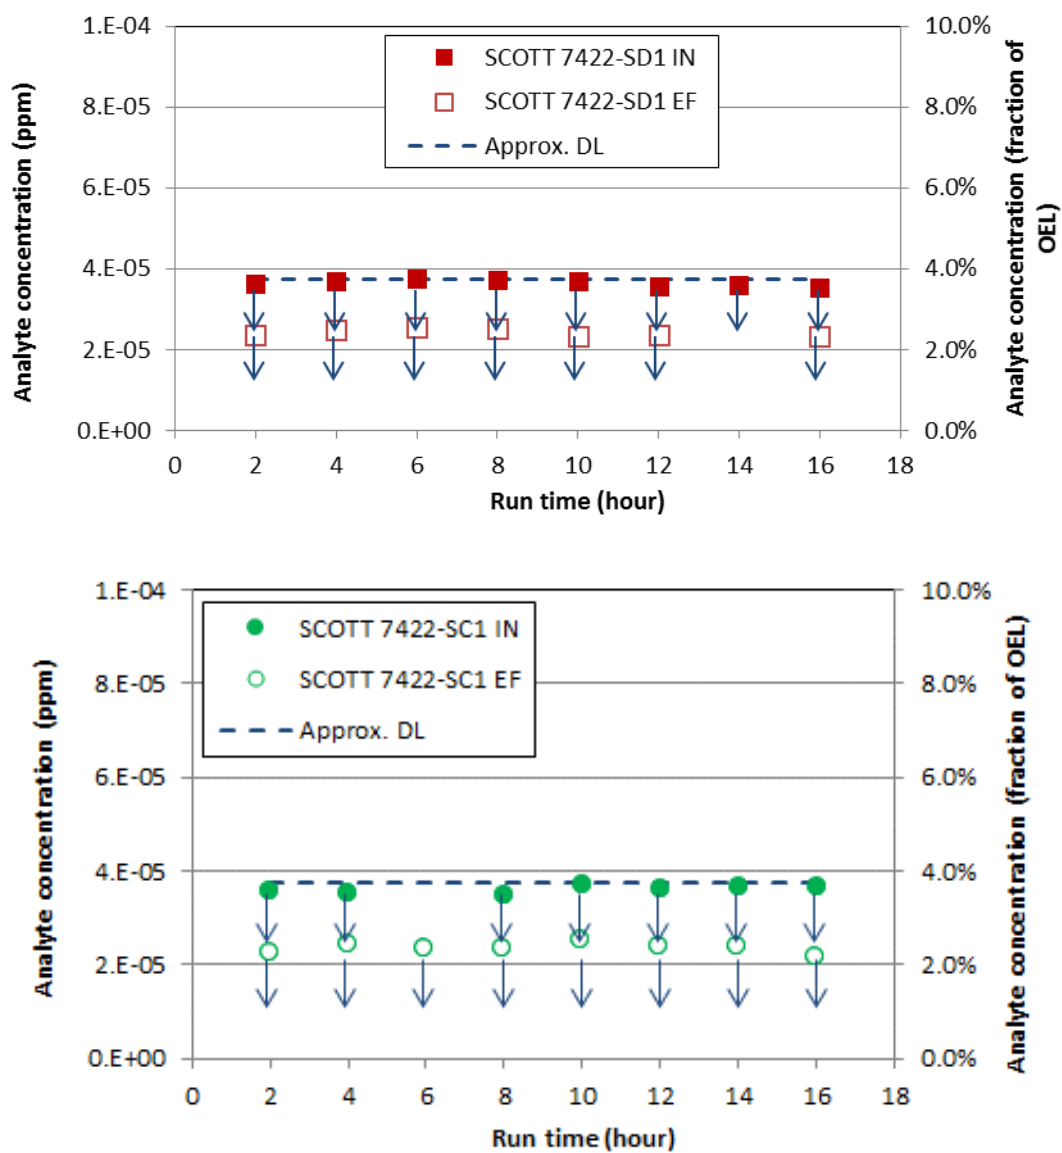 1.E-04
8.E-05
6.E-05
4.E-05
2.E-05
0.E+00
Analyte concentration (ppm)
SCOTT 7422-SD1 IN
SCOTT 7422-SD1 EF
Approx. DL
10.0%
8.0%
6.0%
4.0%
2.0%
0.0%
Analyte concentration (fraction of
OEL)
0 2 4 6 8 10 12 14 16 18
Run time (hour)
1.E-04
8.E-05
6.E-05
4.E-05
2.E-05
0.E+00
Analyte concentration (ppm)
SCOTT 7422-SC1 IN
SCOTT 7422-SC1 EF
Approx. DL
10.0%
8.0%
6.0%
4.0%
2.0%
0.0%
Analyte concentration (fraction of OEL)
0 2 4 6 8 10 12 14 16 18
Run time (hour)